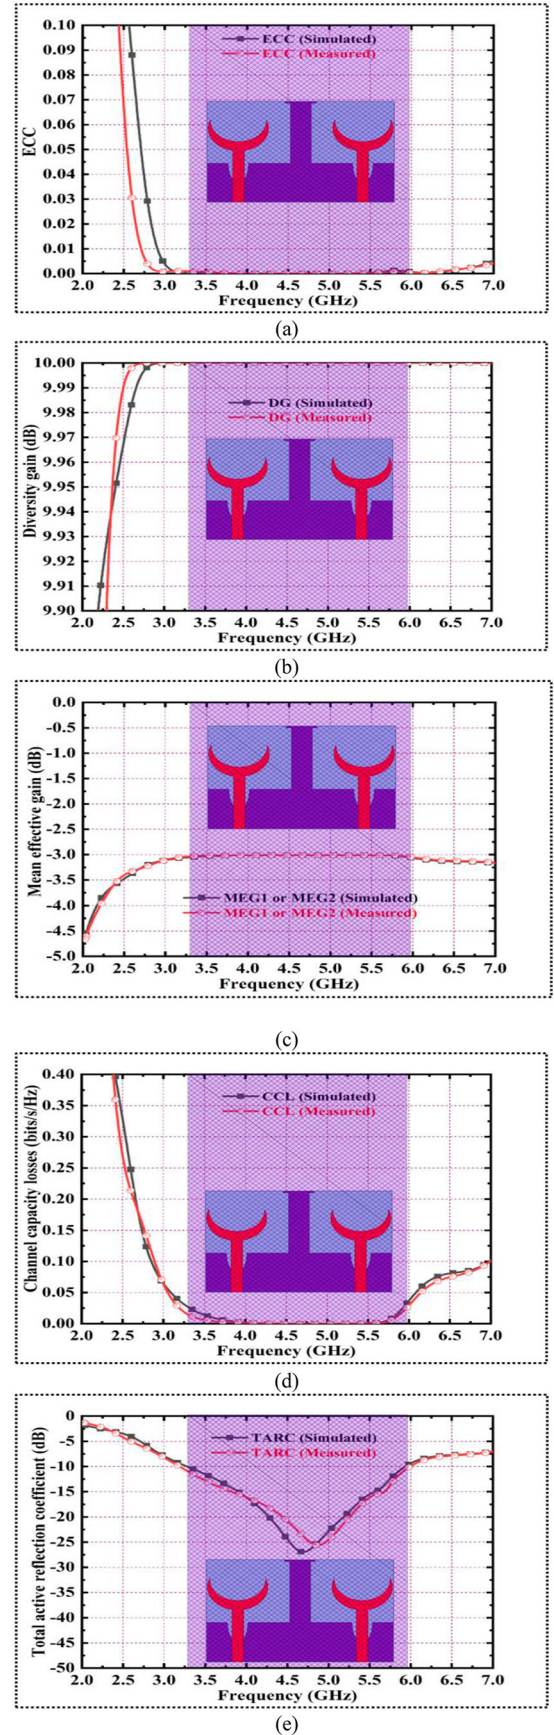 0.10
0.09
0.08
0.07
0.06
0.05
0.04
0.03
0.02
0.01
0.00
ECC
ECC (Simulated)
ECC (Measured)
2.0 2.5 3.0 3.5 4.0 4.5 5.0 5.5 6.0 6.5 7.0
Frequency (GHz)
(a)
10.00
9.99
9.98
9.97
9.96
9.95
9.94
9.93
9.92
9.91
9.90
Diversity gain (dB)
DG (Simulated)
DG (Measured)
2.0 2.5 3.0 3.5 4.0 4.5 5.0 5.5 6.0 6.5 7.0
Frequency (GHz)
(b)
0.0
-0.5
-1.0
-1.5
-2.0
-2.5
-3.0
-3.5
-4.0
-4.5
-5.0
Mean effective gain (dB)
MEG1 or MEG2 (Simulated)
MEG1 or MEG2 (Measured)
2.0 2.5 3.0 3.5 4.0 4.5 5.0 5.5 6.0 6.5 7.0
Frequency (GHz)
(c)
0.40
0.35
0.30
0.25
0.20
0.15
0.10
0.05
0.00
Channel capacity losses (bits/s/Hz)
CCL (Simulated)
CCL (Measured)
2.0 2.5 3.0 3.5 4.0 4.5 5.0 5.5 6.0 6.5 7.0
Frequency (GHz)
(d)
0
-5
-10
-15
-20
-25
-30
-35
-40
-45
-50
Total active reflection coefficient (dB)
TARC (Simulated)
TARC (Measured)
2.0 2.5 3.0 3.5 4.0 4.5 5.0 5.5 6.0 6.5 7.0
Frequency (GHz)
(e)